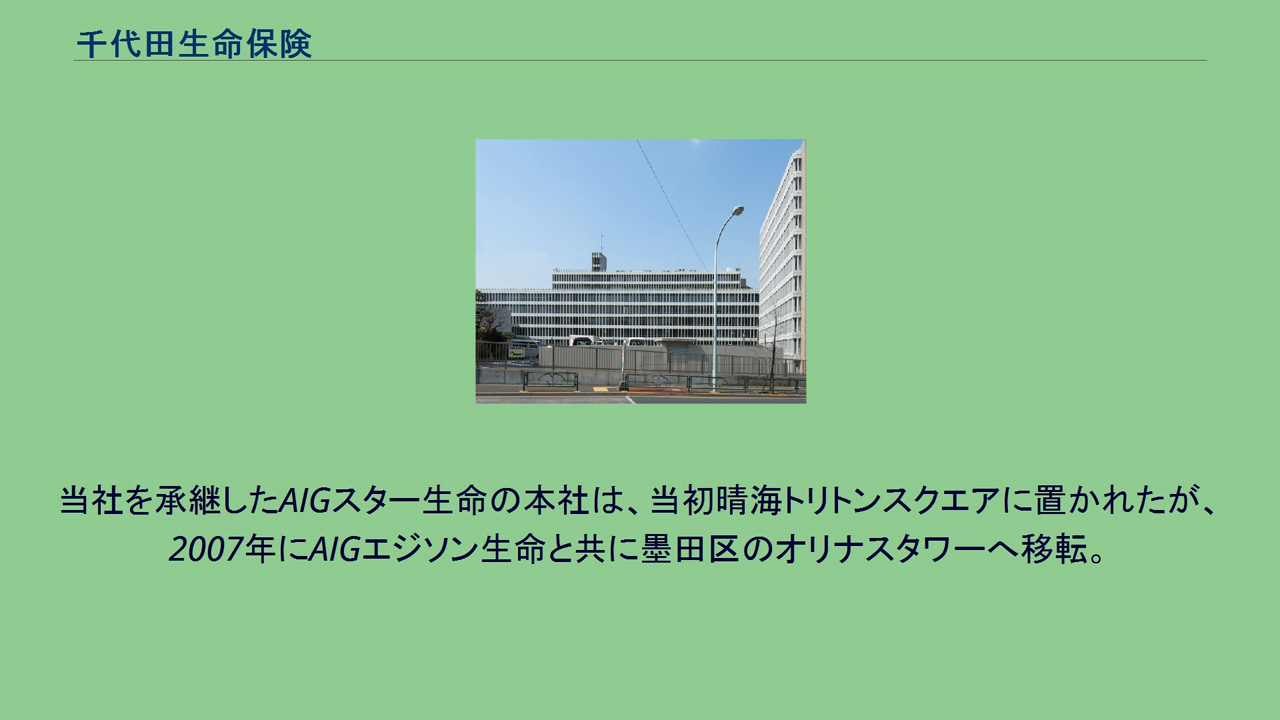 千代田生命保険
当社を承継したAIGスター生命の本社は、当初晴海トリトンスクエアに置かれたが、
2007年にAIGエジソン生命と共に墨田区のオリナスタワーへ移転。